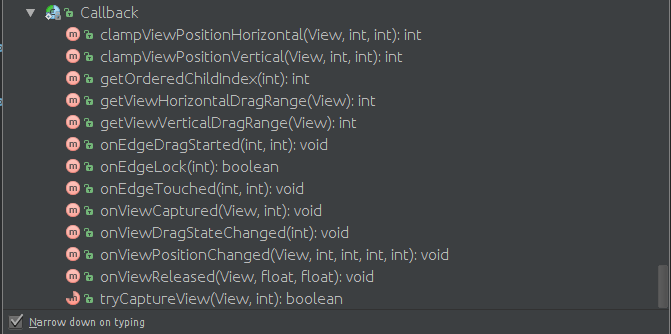 Callback
clampViewPositionHorizontal(View, int, int): int
clampViewPositionVertical(View, int, int): int
getOrderedChildIndex(int): int
getViewHorizontalDragRange(View): int
getViewVerticalDragRange(View): int
onEdgeDragStarted(int, int): void
onEdgeLock(int): boolean
onEdgeTouched(int, int): void
onViewCaptured(View, int): void
onViewDragStateChanged(int): void
onViewPositionChanged(View, int, int, int, int): void
onViewReleased(View, float, float): void
tryCaptureView(View, int): boolean
Narrow down on typing